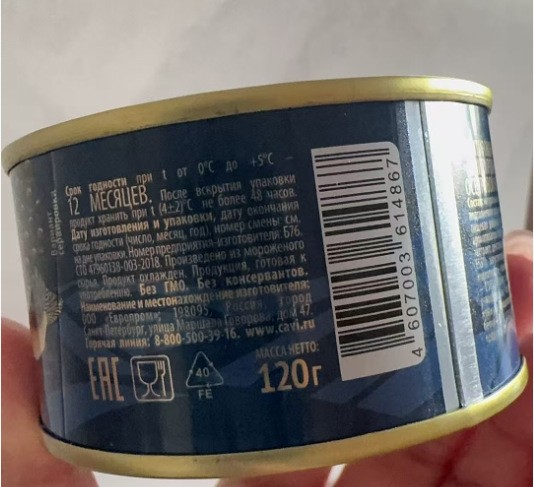 Вариант сервировки
Срок годности при t от 0°С до +5°С –
12 МЕСЯЦЕВ. После вскрытия упаковки
продукт хранить при t (4±2)°С не более 48 часов.
Дату изготовления и упаковки, дату окончания
срока годности (число, месяц, год), номер смены см.
на дне упаковки. Номер предприятия-изготовителя: Б76.
СТО 47960138-003-2018. Произведено из мороженого
сырья. Продукт охлажден. Продукция, готовая к
Без ГМО. Без консервантов.
Наименование и местонахождение изготовителя:
ООО «Европром»; 198095, Россия, город
Санкт-Петербург, улица Маршала Говорова, дом 47.
Горячая линия: 8-800-500-39-16. www.cavi.ru
EAC
40
FE
МАССА НЕТТО:
120г
4 607003 614867